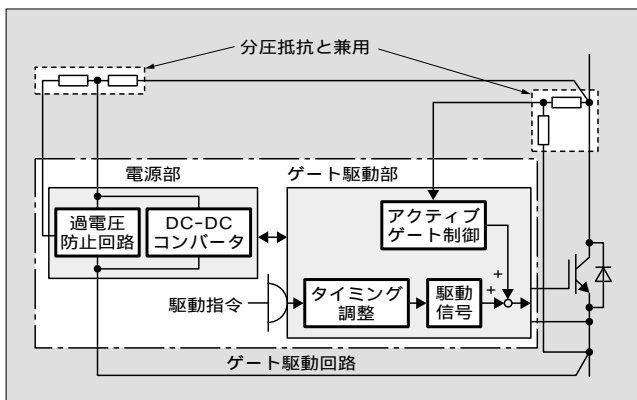 分圧抵抗と兼用
電源部
ゲート駆動部
過電圧
防止回路
DC-DC
コンバータ
アクティブ
ゲート制御
+
+
駆動指令
タイミング
調整
駆動
信号
ゲート駆動回路